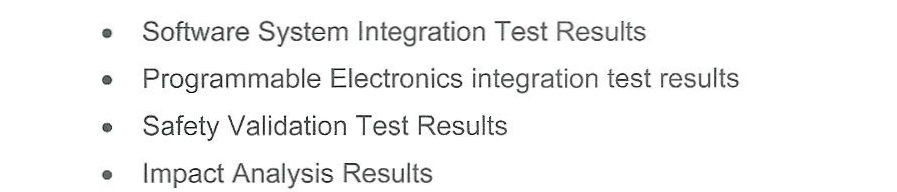 • Software System Integration Test Results
• Programmable Electronics integration test results
• Safety Validation Test Results
• Impact Analysis Results